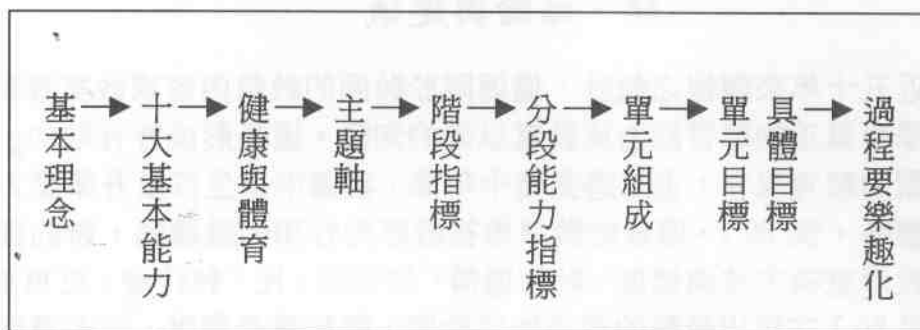 基本理念
十大基本能力
健康與體育
主題軸
階段指標
分段能力指標
單元組成
單元目標
具體目標
過程要樂趣化